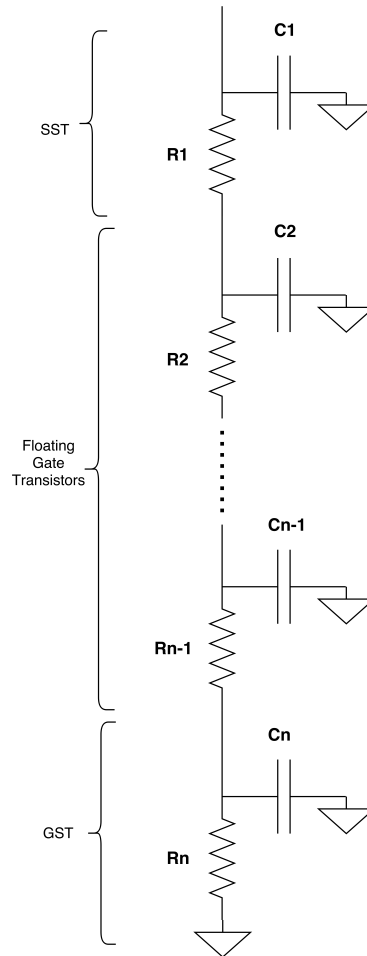 C1
SST
R1
C2
R2
Floating
Gate
Transistors
Cn-1
Rn-1
Cn
GST
Rn